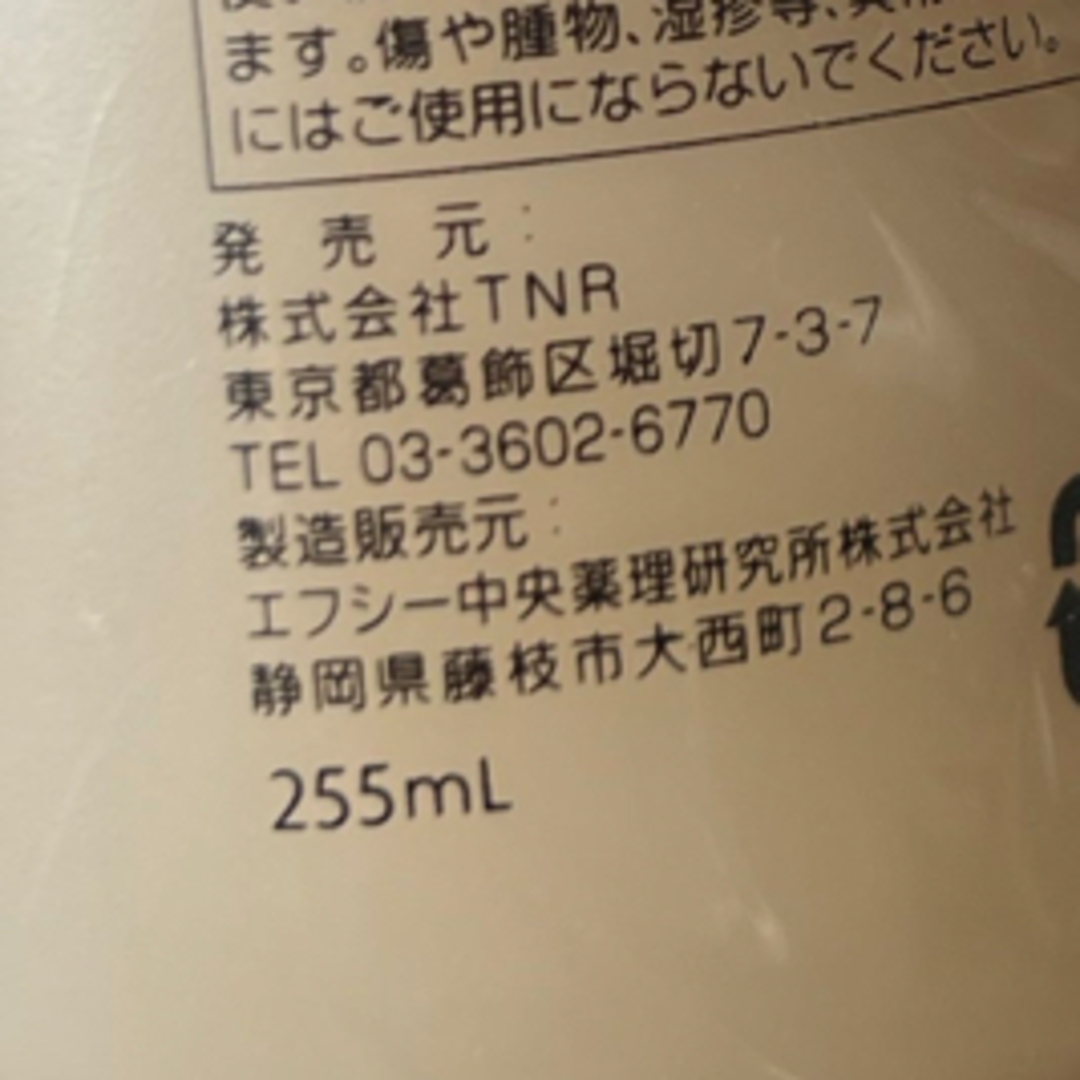 ます。傷や腫物、湿疹等、異常
にはご使用にならないでください。
発 売 元:
株式会社TNR
東京都葛飾区堀切7-3-7
TEL 03-3602-6770
製造販売元:
エフシー中央薬理研究所株式会社
静岡県藤枝市大西町2-8-6
255mL